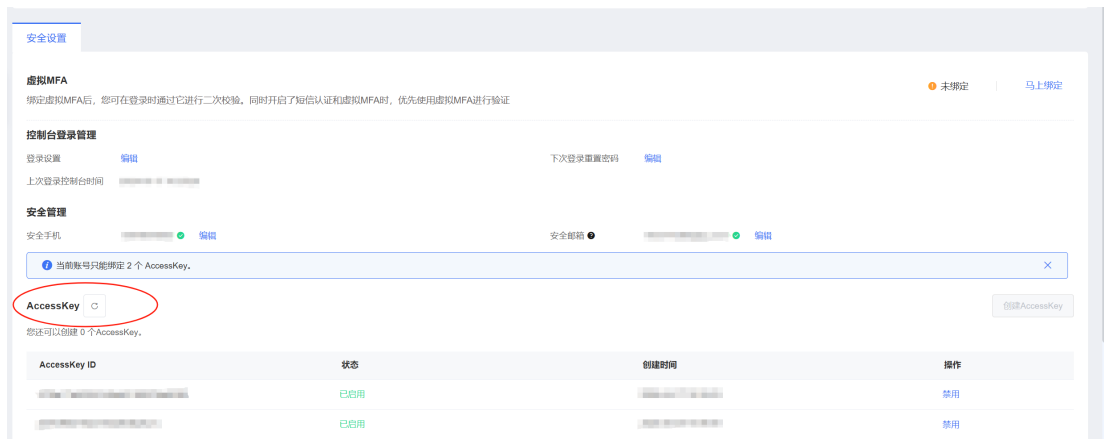 安全设置
虚拟MFA
绑定虚拟MFA后，您可在登录时通过它进行二次校验。同时开启了短信认证和虚拟MFA时，优先使用虚拟MFA进行验证
未绑定 马上绑定
控制台登录管理
登录设置 编辑 下次登录重置密码 编辑
上次登录控制台时间
安全管理
安全手机 编辑 安全邮箱 编辑
当前账号只能绑定 2 个 AccessKey。
AccessKey 创建AccessKey
您还可以创建 0 个AccessKey。
AccessKey ID 状态 创建时间 操作
已启用 禁用
已启用 禁用